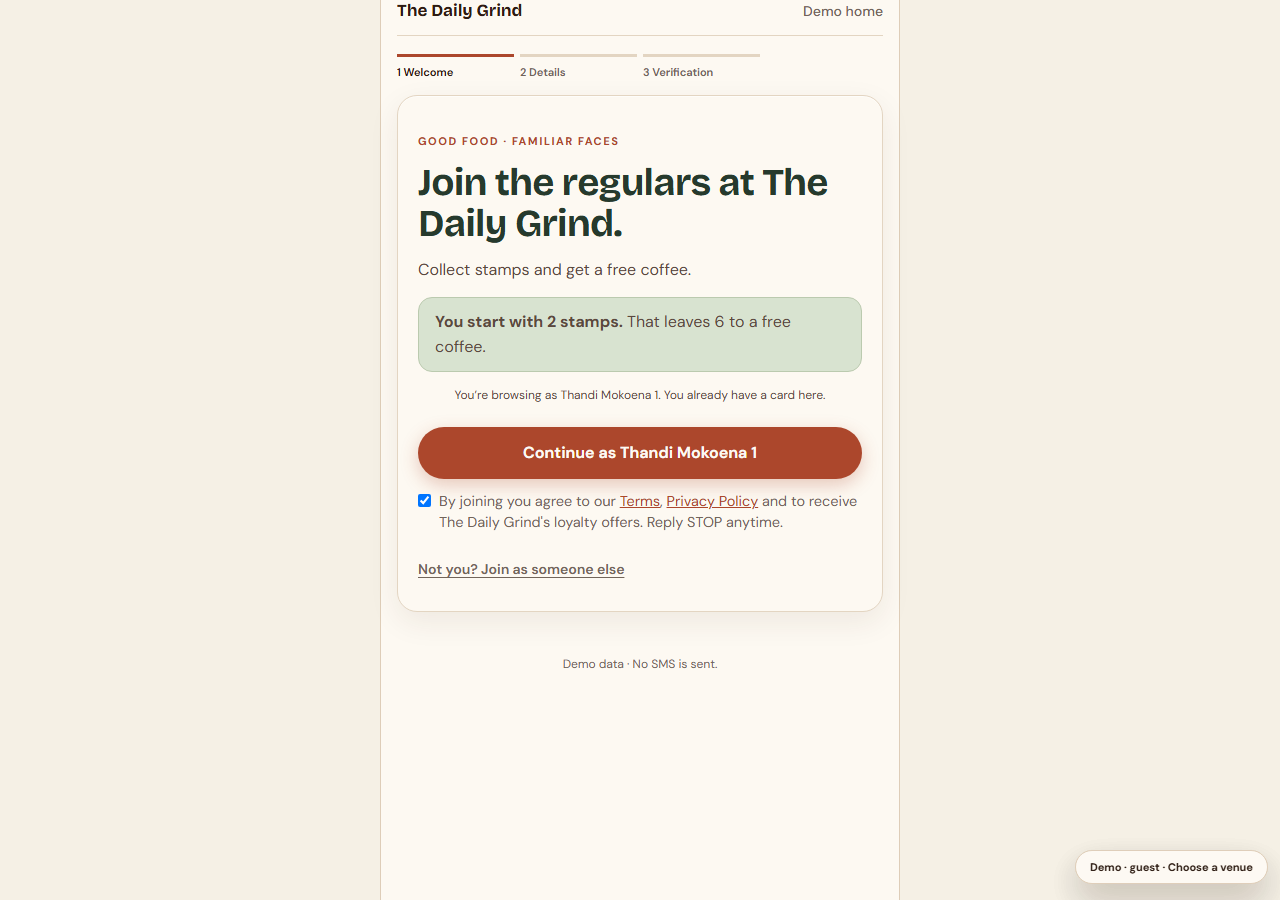 The Daily Grind
Demo home
1 Welcome
2 Details
3 Verification
GOOD FOOD · FAMILIAR FACES
Join the regulars at The
Daily Grind.
Collect stamps and get a free coffee.
You start with 2 stamps. That leaves 6 to a free
coffee.
You’re browsing as Thandi Mokoena 1. You already have a card here.
Continue as Thandi Mokoena 1
By joining you agree to our Terms, Privacy Policy and to receive
The Daily Grind's loyalty offers. Reply STOP anytime.
Not you? Join as someone else
Demo data · No SMS is sent.
Demo · guest · Choose a venue